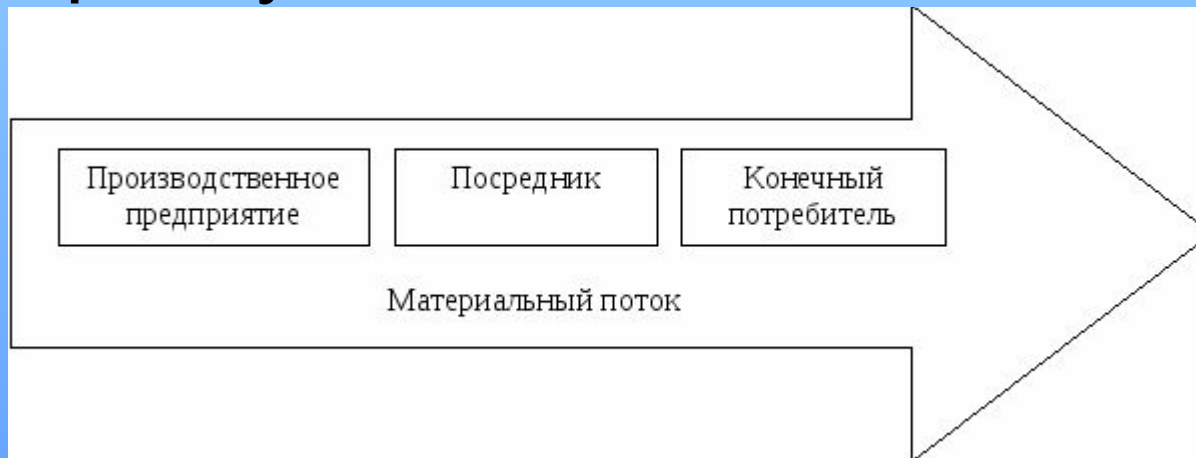 Производственное
предприятие
Посредник
Конечный
потребитель
Материальный поток